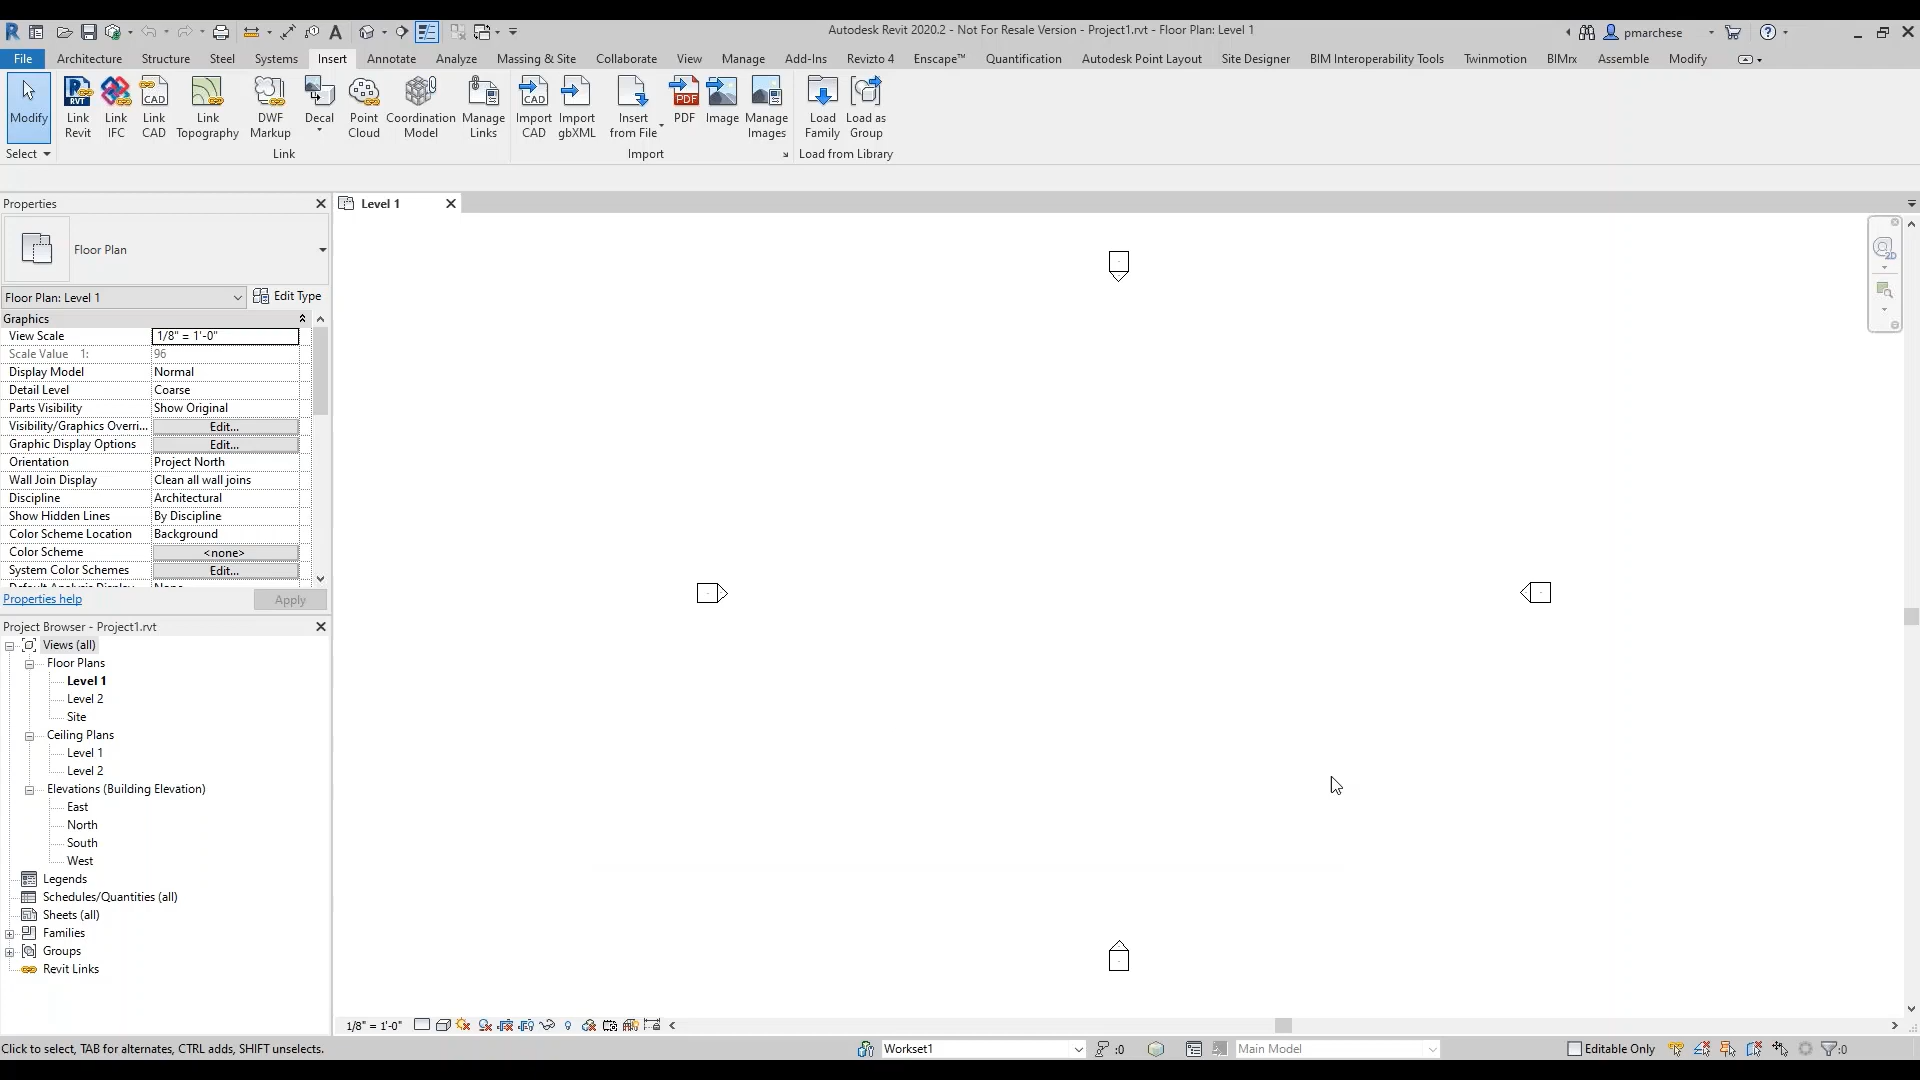 Autodesk Revit 2020.2 - Not For Resale Version - Project1.rvt - Floor Plan: Level 1
pmarchese
File Architecture Structure Steel Systems Insert Annotate Analyze Massing & Site Collaborate View Manage Add-Ins Revizto 4 Enscape™ Quantification Autodesk Point Layout Site Designer BIM Interoperability Tools Twinmotion BIMrx Assemble Modify
Modify
Link Revit
Link IFC
Link CAD
Link Topography
DWF Markup
Decal
Point Cloud
Coordination Model
Manage Links
Import CAD
Import gbXML
Insert from File
PDF
Image
Manage Images
Load Family
Load as Group
Select Link Import Load from Library
Properties
Level 1
Floor Plan
Floor Plan: Level 1 Edit Type
Graphics
View Scale 1/8" = 1'-0"
Scale Value 1: 96
Display Model Normal
Detail Level Coarse
Parts Visibility Show Original
Visibility/Graphics Overri... Edit...
Graphic Display Options Edit...
Orientation Project North
Wall Join Display Clean all wall joins
Discipline Architectural
Show Hidden Lines By Discipline
Color Scheme Location Background
Color Scheme <none>
System Color Schemes Edit...
Default Analysis Display None
Properties help Apply
Project Browser - Project1.rvt
Views (all)
Floor Plans
Level 1
Level 2
Site
Ceiling Plans
Level 1
Level 2
Elevations (Building Elevation)
East
North
South
West
Legends
Schedules/Quantities (all)
Sheets (all)
Families
Groups
Revit Links
1/8" = 1'-0"
Click to select, TAB for alternates, CTRL adds, SHIFT unselects. Workset1 :0 Main Model Editable Only :0